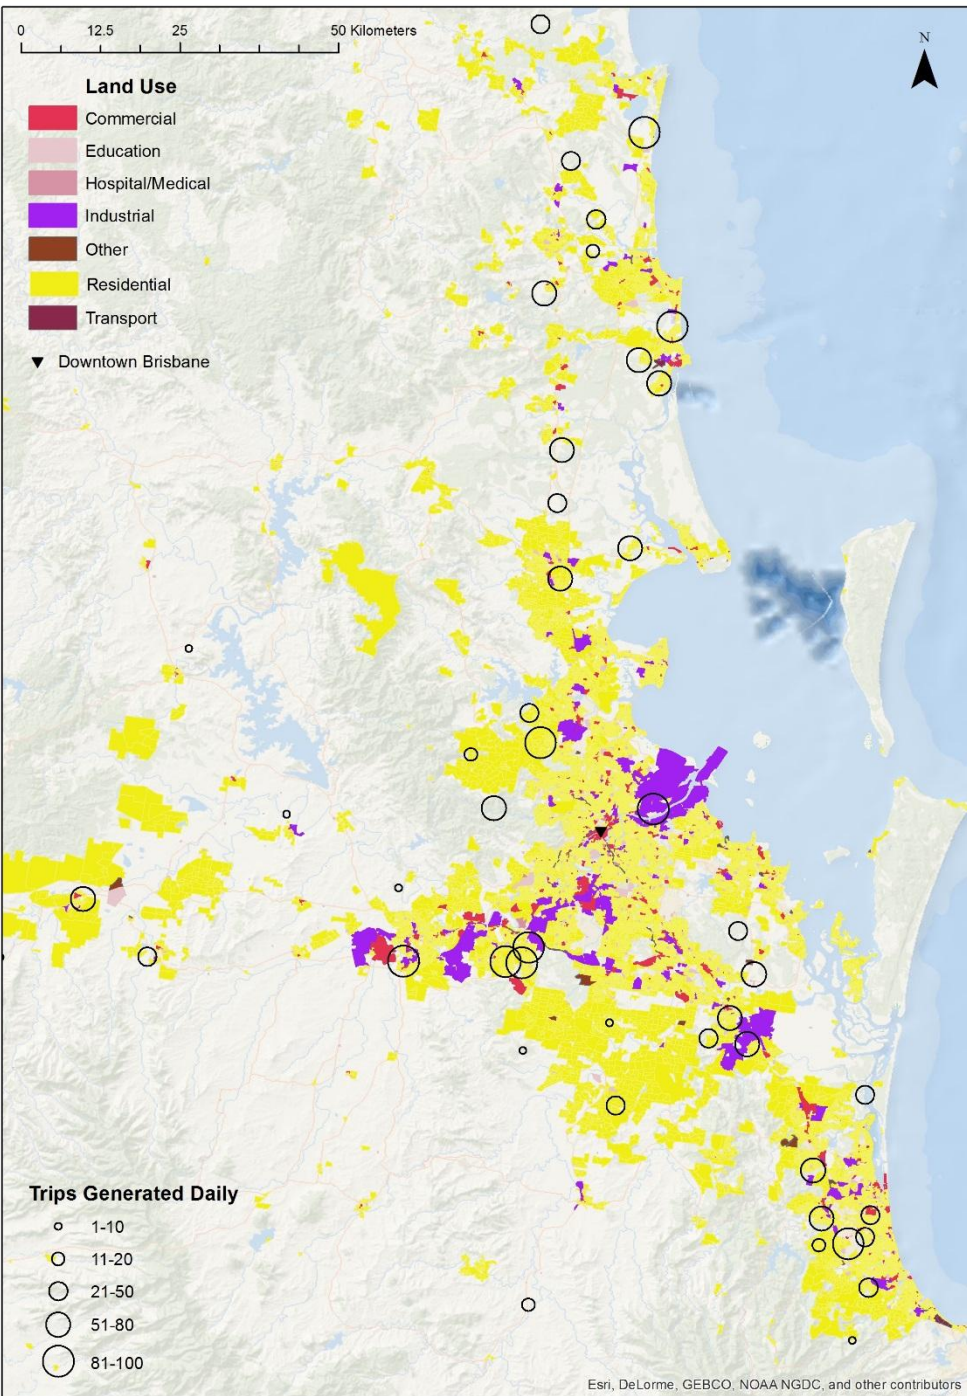 0 12.5 25 50 Kilometers
N
Land Use
Commercial
Education
Hospital/Medical
Industrial
Other
Residential
Transport
Downtown Brisbane
Trips Generated Daily
1-10
11-20
21-50
51-80
81-100
Esri, DeLorme, GEBCO, NOAA NGDC, and other contributors